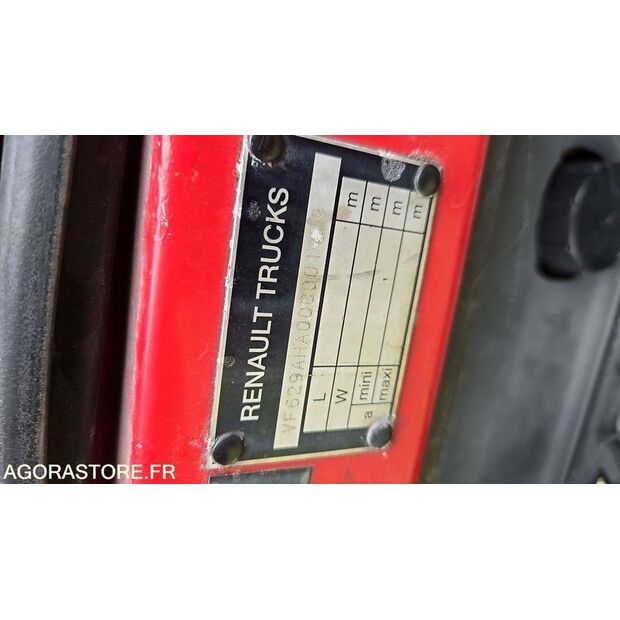 RENAULT TRUCKS
L m
W m
a mini m
maxi m
AGORASTORE.FR